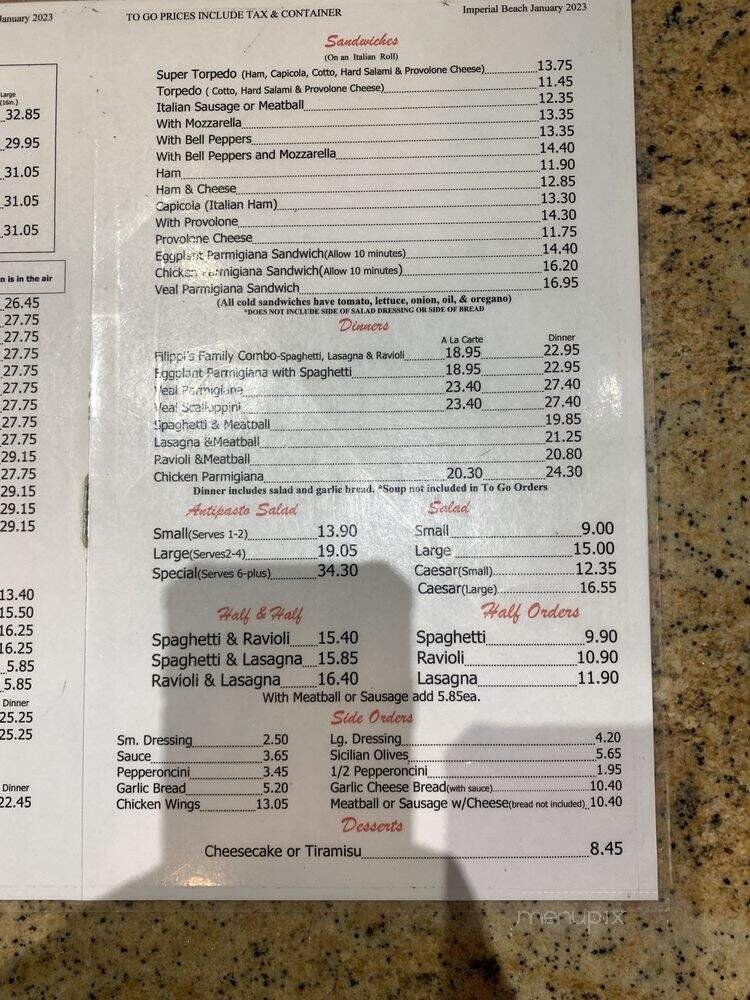 January 2023
Large
(16in.)
32.85
29.95
31.05
31.05
31.05
n is in the air
26.45
27.75
27.75
27.75
27.75
27.75
27.75
27.75
27.75
29.15
27.75
29.15
29.15
29.15
13.40
15.50
16.25
16.25
5.85
5.85
Dinner
25.25
25.25
Dinner
22.45
TO GO PRICES INCLUDE TAX & CONTAINER
Imperial Beach January 2023
Sandwiches
(On an Italian Roll)
Super Torpedo (Ham, Capicola, Cotto, Hard Salami & Provolone Cheese) 13.75
Torpedo ( Cotto, Hard Salami & Provolone Cheese) 11.45
Italian Sausage or Meatball 12.35
With Mozzarella 13.35
With Bell Peppers 13.35
With Bell Peppers and Mozzarella 14.40
Ham 11.90
Ham & Cheese 12.85
Capicola (Italian Ham) 13.30
With Provolone 14.30
Provolone Cheese 11.75
Eggplant Parmigiana Sandwich(Allow 10 minutes) 14.40
Chicken Parmigiana Sandwich(Allow 10 minutes) 16.20
Veal Parmigiana Sandwich 16.95
(All cold sandwiches have tomato, lettuce, onion, oil, & oregano)
*DOES NOT INCLUDE SIDE OF SALAD DRESSING OR SIDE OF BREAD
Dinners
A La Carte Dinner
Filippi's Family Combo-Spaghetti, Lasagna & Ravioli 18.95 22.95
Eggplant Parmigiana with Spaghetti 18.95 22.95
Veal Parmigiana 23.40 27.40
Veal Scalloppini 23.40 27.40
Spaghetti & Meatball 19.85
Lasagna &Meatball 21.25
Ravioli &Meatball 20.80
Chicken Parmigiana 20.30 24.30
Dinner includes salad and garlic bread. *Soup not included in To Go Orders
Antipasto Salad
Small(Serves 1-2) 13.90
Large(Serves2-4) 19.05
Special(Serves 6-plus) 34.30
Salad
Small 9.00
Large 15.00
Caesar(Small) 12.35
Caesar(Large) 16.55
Half & Half
Spaghetti & Ravioli 15.40
Spaghetti & Lasagna 15.85
Ravioli & Lasagna 16.40
Half Orders
Spaghetti 9.90
Ravioli 10.90
Lasagna 11.90
With Meatball or Sausage add 5.85ea.
Side Orders
Sm. Dressing 2.50
Sauce 3.65
Pepperoncini 3.45
Garlic Bread 5.20
Chicken Wings 13.05
Lg. Dressing 4.20
Sicilian Olives 5.65
1/2 Pepperoncini 1.95
Garlic Cheese Bread(with sauce) 10.40
Meatball or Sausage w/Cheese(bread not included) 10.40
Desserts
Cheesecake or Tiramisu 8.45
menupix